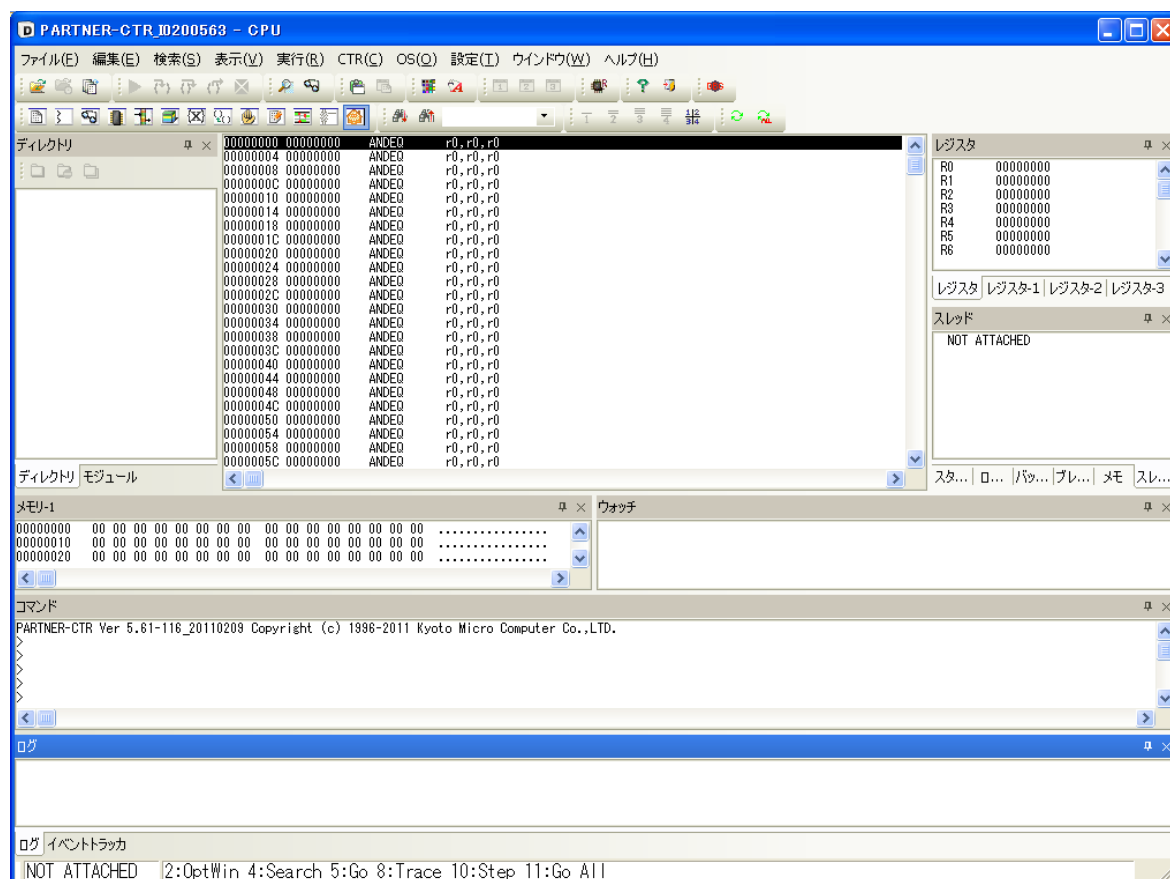 PARTNER-CTR_I0200563 - CPU
ファイル(F) 編集(E) 検索(S) 表示(V) 実行(R) CTR(C) OS(O) 設定(T) ウインドウ(W) ヘルプ(H)
ディレクトリ
00000000 00000000 ANDEQ r0,r0,r0
00000004 00000000 ANDEQ r0,r0,r0
00000008 00000000 ANDEQ r0,r0,r0
0000000C 00000000 ANDEQ r0,r0,r0
00000010 00000000 ANDEQ r0,r0,r0
00000014 00000000 ANDEQ r0,r0,r0
00000018 00000000 ANDEQ r0,r0,r0
0000001C 00000000 ANDEQ r0,r0,r0
00000020 00000000 ANDEQ r0,r0,r0
00000024 00000000 ANDEQ r0,r0,r0
00000028 00000000 ANDEQ r0,r0,r0
0000002C 00000000 ANDEQ r0,r0,r0
00000030 00000000 ANDEQ r0,r0,r0
00000034 00000000 ANDEQ r0,r0,r0
00000038 00000000 ANDEQ r0,r0,r0
0000003C 00000000 ANDEQ r0,r0,r0
00000040 00000000 ANDEQ r0,r0,r0
00000044 00000000 ANDEQ r0,r0,r0
00000048 00000000 ANDEQ r0,r0,r0
0000004C 00000000 ANDEQ r0,r0,r0
00000050 00000000 ANDEQ r0,r0,r0
00000054 00000000 ANDEQ r0,r0,r0
00000058 00000000 ANDEQ r0,r0,r0
0000005C 00000000 ANDEQ r0,r0,r0
レジスタ
R0 00000000
R1 00000000
R2 00000000
R3 00000000
R4 00000000
R5 00000000
R6 00000000
レジスタ レジスタ-1 レジスタ-2 レジスタ-3
スレッド
NOT ATTACHED
ディレクトリ モジュール
スタ... ロ... バッ... ブレ... メモ スレ...
メモリ-1
00000000 00 00 00 00 00 00 00 00 00 00 00 00 00 00 00 00 ................
00000010 00 00 00 00 00 00 00 00 00 00 00 00 00 00 00 00 ................
00000020 00 00 00 00 00 00 00 00 00 00 00 00 00 00 00 00 ................
ウォッチ
コマンド
PARTNER-CTR Ver 5.61-116_20110209 Copyright (c) 1996-2011 Kyoto Micro Computer Co.,LTD.
>
>
>
>
>
ログ
ログ イベントトラッカ
NOT ATTACHED 2:OptWin 4:Search 5:Go 8:Trace 10:Step 11:Go All